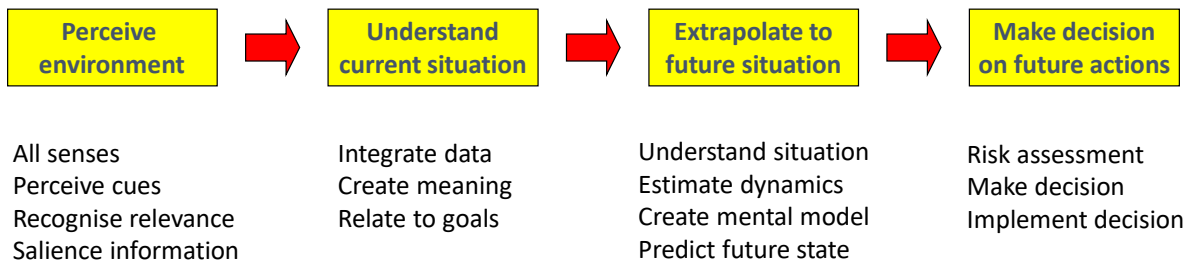 Perceive
environment
Understand
current situation
Extrapolate to
future situation
Make decision
on future actions
All senses
Perceive cues
Recognise relevance
Salience information
Integrate data
Create meaning
Relate to goals
Understand situation
Estimate dynamics
Create mental model
Predict future state
Risk assessment
Make decision
Implement decision